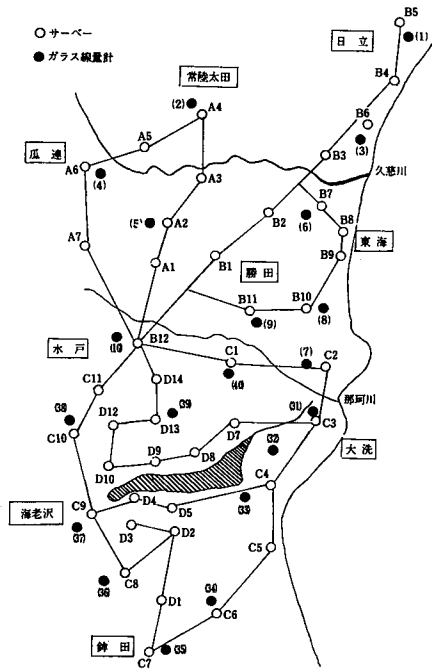 ○ サーベー
● ガラス線量計
B5
日立
(1)
常陸太田
B4
(2)
A4
B6
瓜連
A5
(3)
B3
A6
(4)
久慈川
A3
B7
(5)
A2
B2
(6)
B8
東海
A7
B9
A1
B1
勝田
B11
B10
(9)
(8)
水戸
(10)
B12
C1
(7)
C2
(40)
D14
C11
那珂川
(39)
(38)
D12
D13
(31)
C10
D7
C3
(32)
大洗
D10
D9
D8
C4
D4
(33)
海老沢
C9
D5
D3
D2
(37)
C5
(36)
C8
(34)
D1
C6
鉾田
C7
(35)